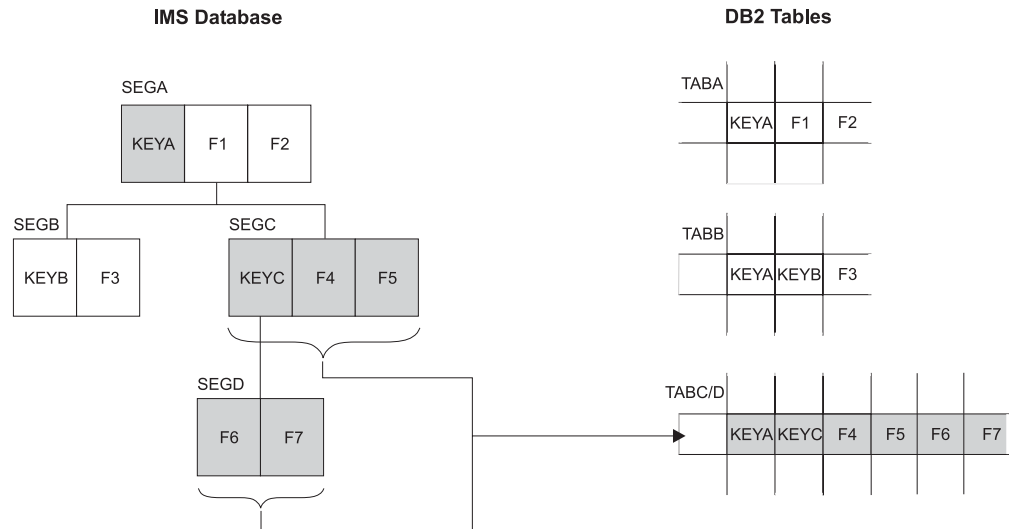 IMS Database
DB2 Tables
SEGA
KEYA F1 F2
SEGB
KEYB F3
SEGC
KEYC F4 F5
SEGD
F6 F7
TABA
KEYA F1 F2
TABB
KEYA KEYB F3
TABC/D
KEYA KEYC F4 F5 F6 F7